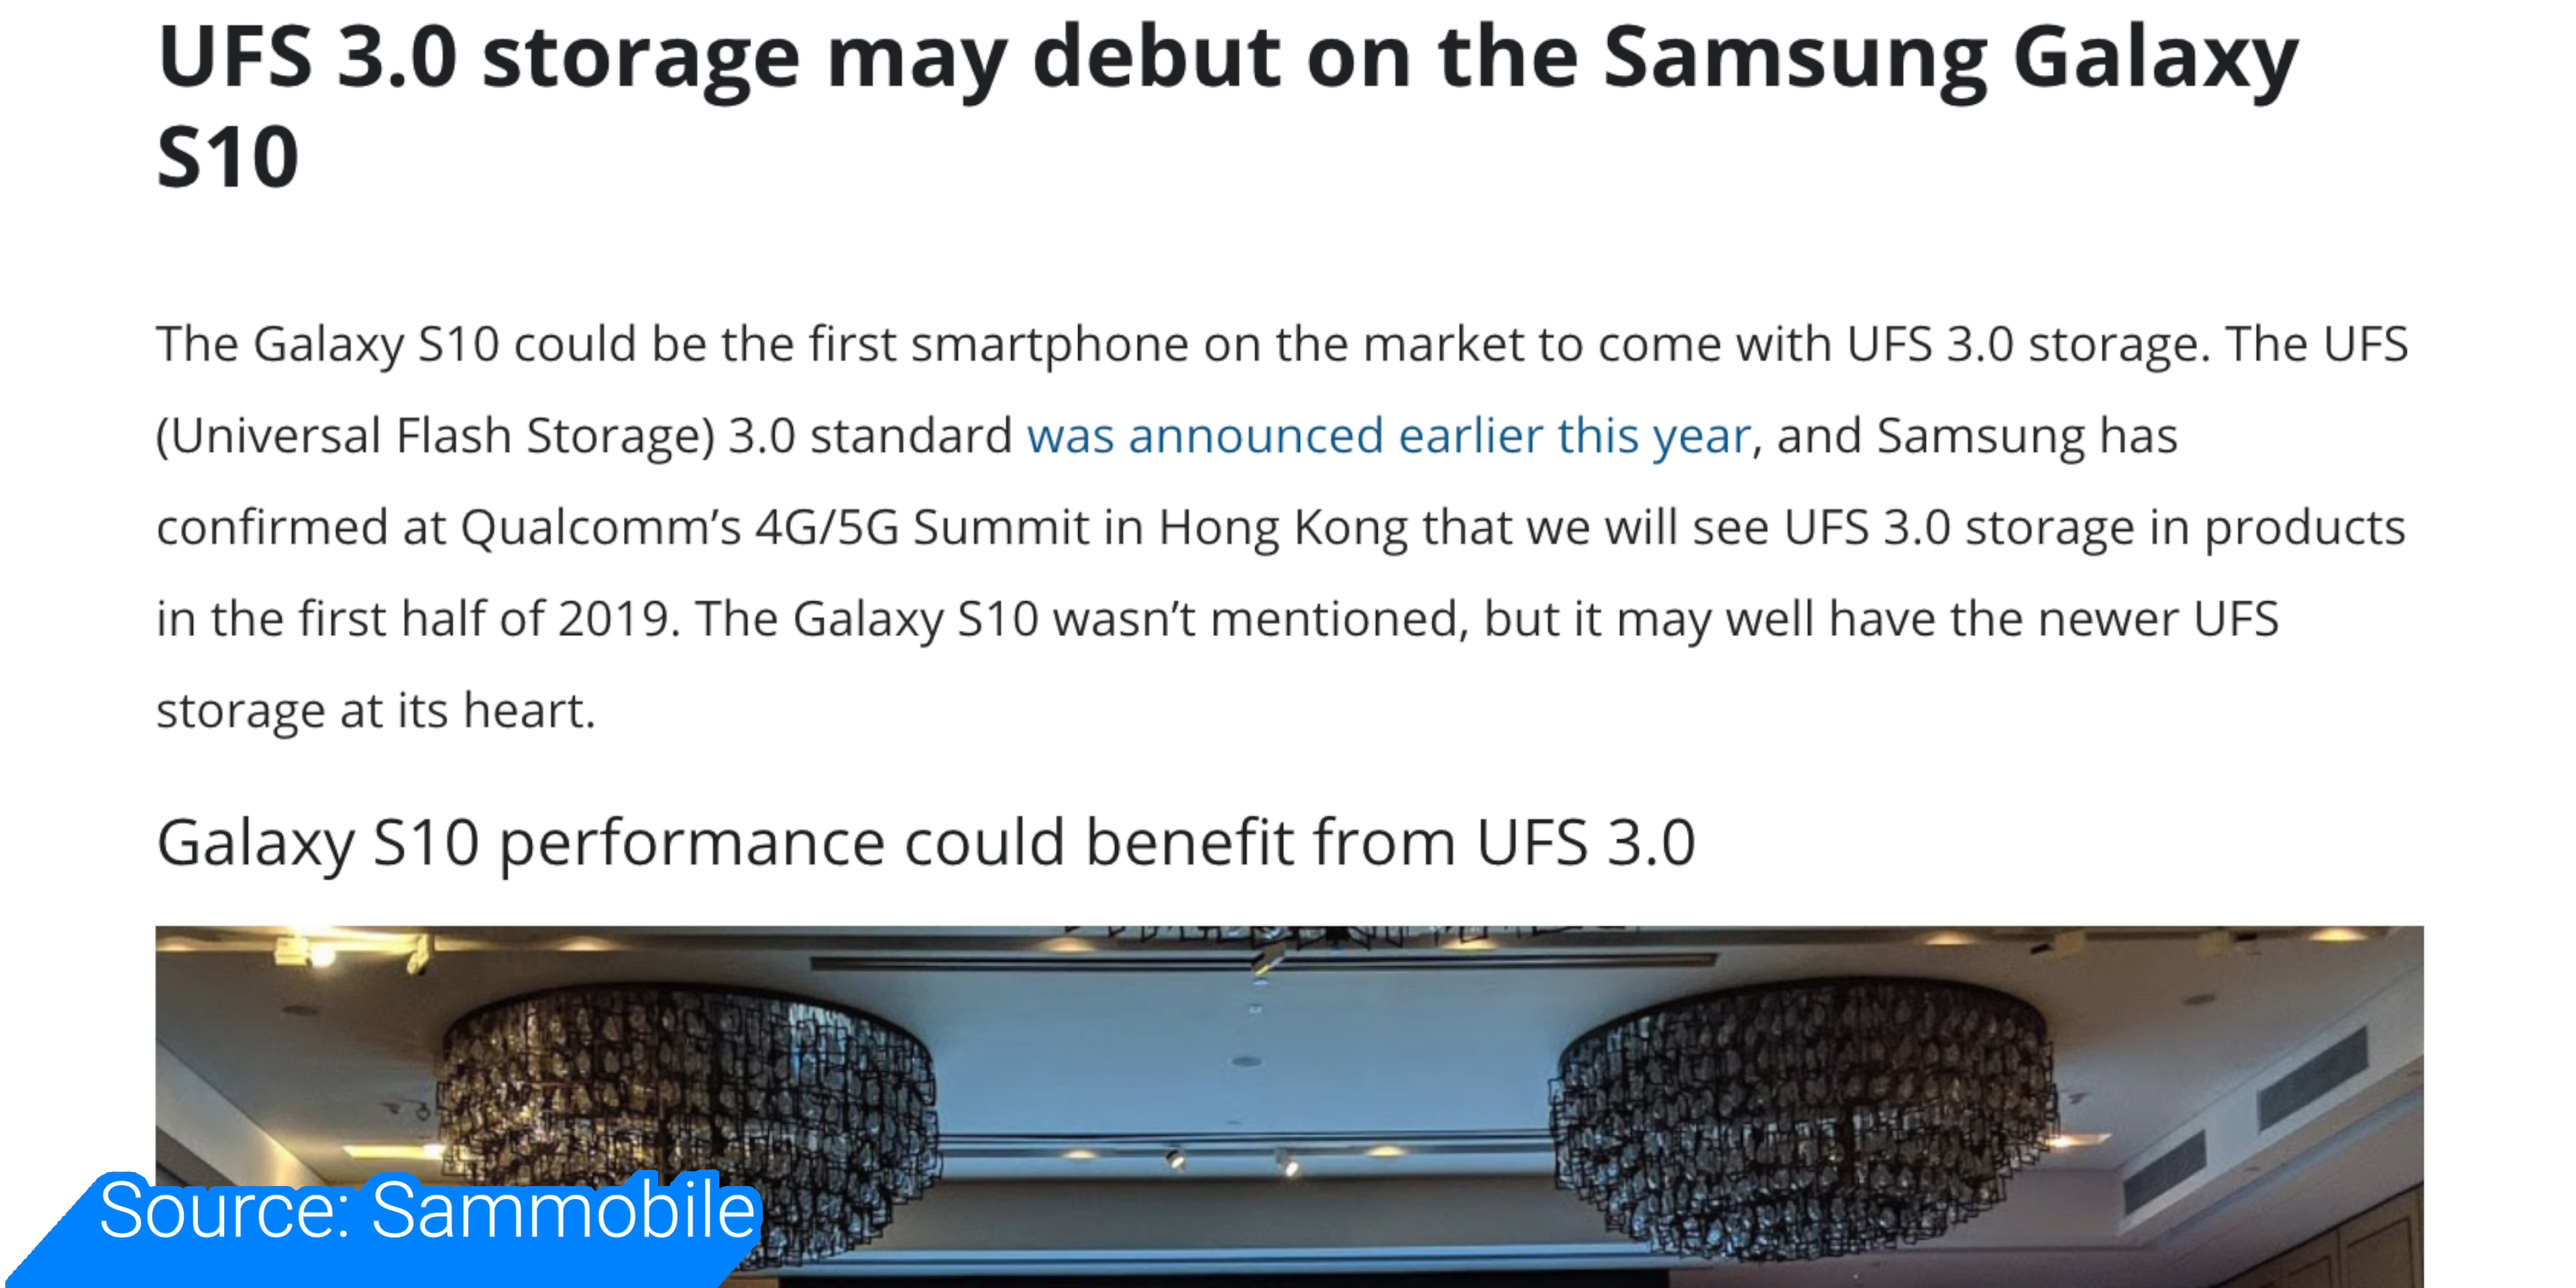 UFS 3.0 storage may debut on the Samsung Galaxy
S10
The Galaxy S10 could be the first smartphone on the market to come with UFS 3.0 storage. The UFS
(Universal Flash Storage) 3.0 standard was announced earlier this year, and Samsung has
confirmed at Qualcomm’s 4G/5G Summit in Hong Kong that we will see UFS 3.0 storage in products
in the first half of 2019. The Galaxy S10 wasn’t mentioned, but it may well have the newer UFS
storage at its heart.
Galaxy S10 performance could benefit from UFS 3.0
Source: Sammobile